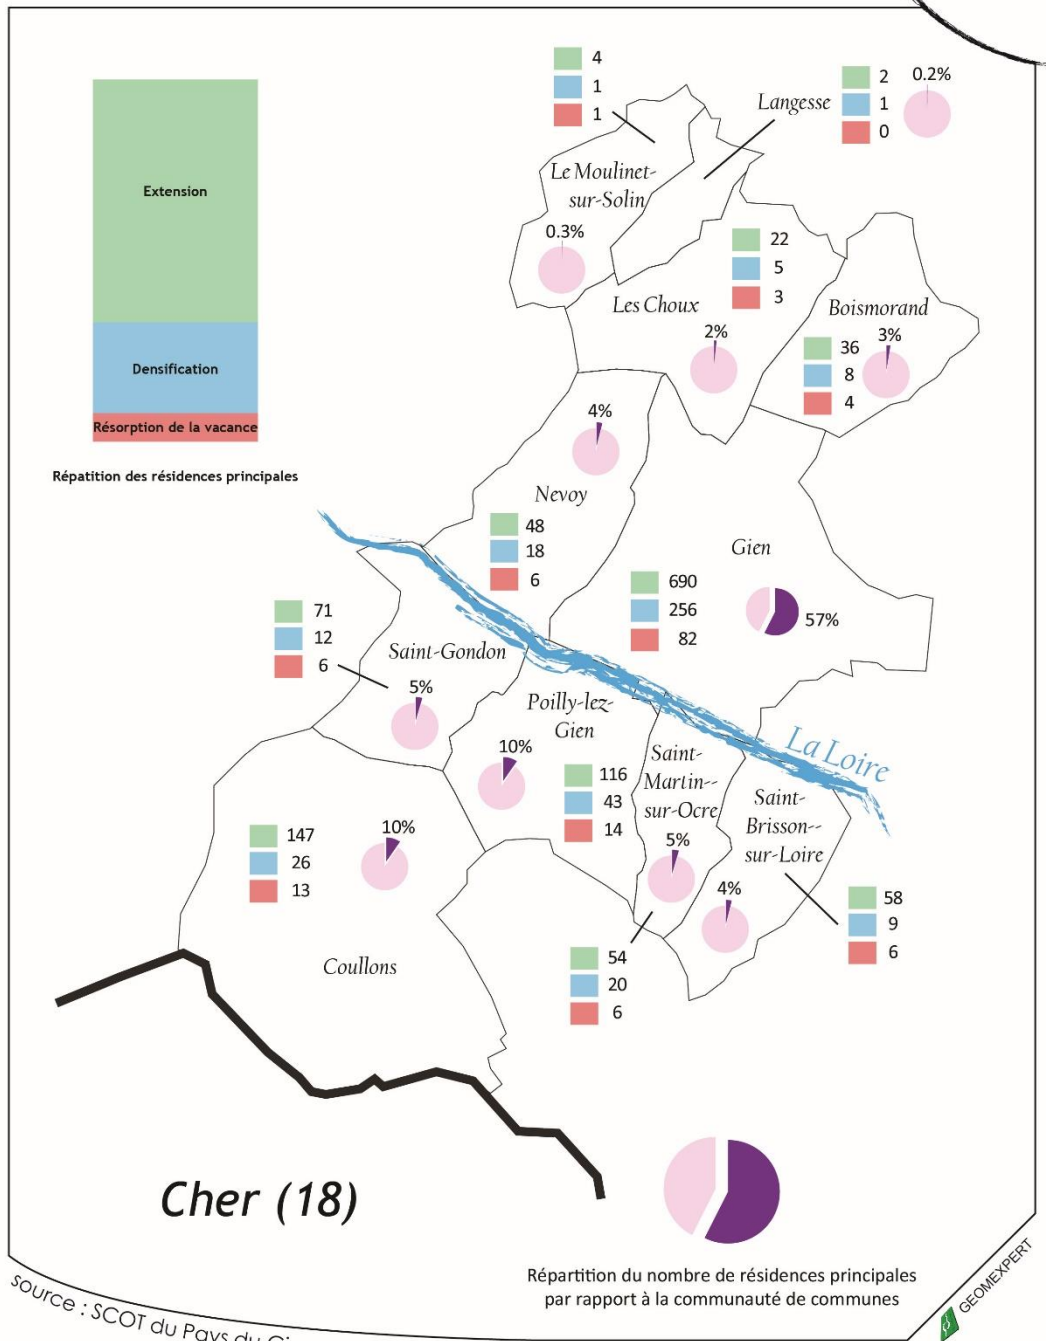 4
1
1
Langesse
2
1
0
0.2%
Le Moulinet-
sur-Solin
0.3%
Extension
Densification
Résorption de la vacance
Répatition des résidences principales
22
5
3
Les Choux
2%
Boismorand
36
8
4
3%
4%
Nevoy
48
18
6
Gien
690
256
82
57%
71
12
6
Saint-Gondon
5%
Poilly-lez-
Gien
10%
116
43
14
La Loire
Saint-
Martin--
sur-Ocre
5%
54
20
6
Saint-
Brisson--
sur-Loire
4%
58
9
6
147
26
13
10%
Coullons
Cher (18)
Répartition du nombre de résidences principales
par rapport à la communauté de communes
source : SCOT du Pays du
GEOMEXPERT